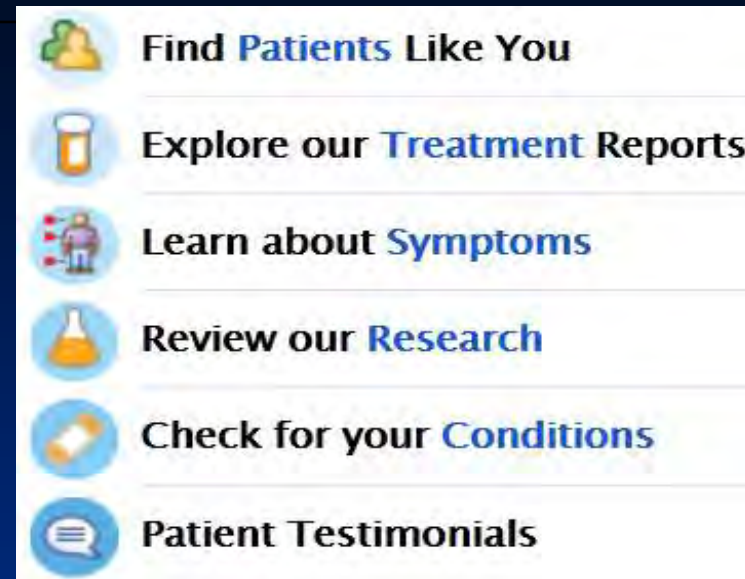 Find Patients Like You
Explore our Treatment Reports
Learn about Symptoms
Review our Research
Check for your Conditions
Patient Testimonials